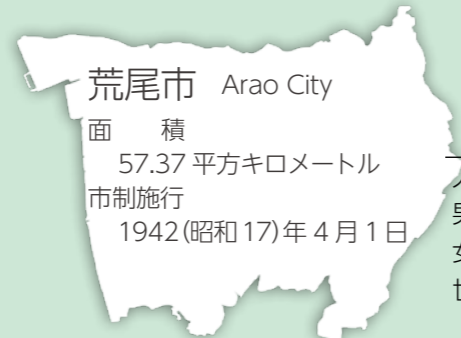 荒尾市 Arao City
面　積
57.37 平方キロメートル
市制施行
1942(昭和 17)年 4 月 1 日